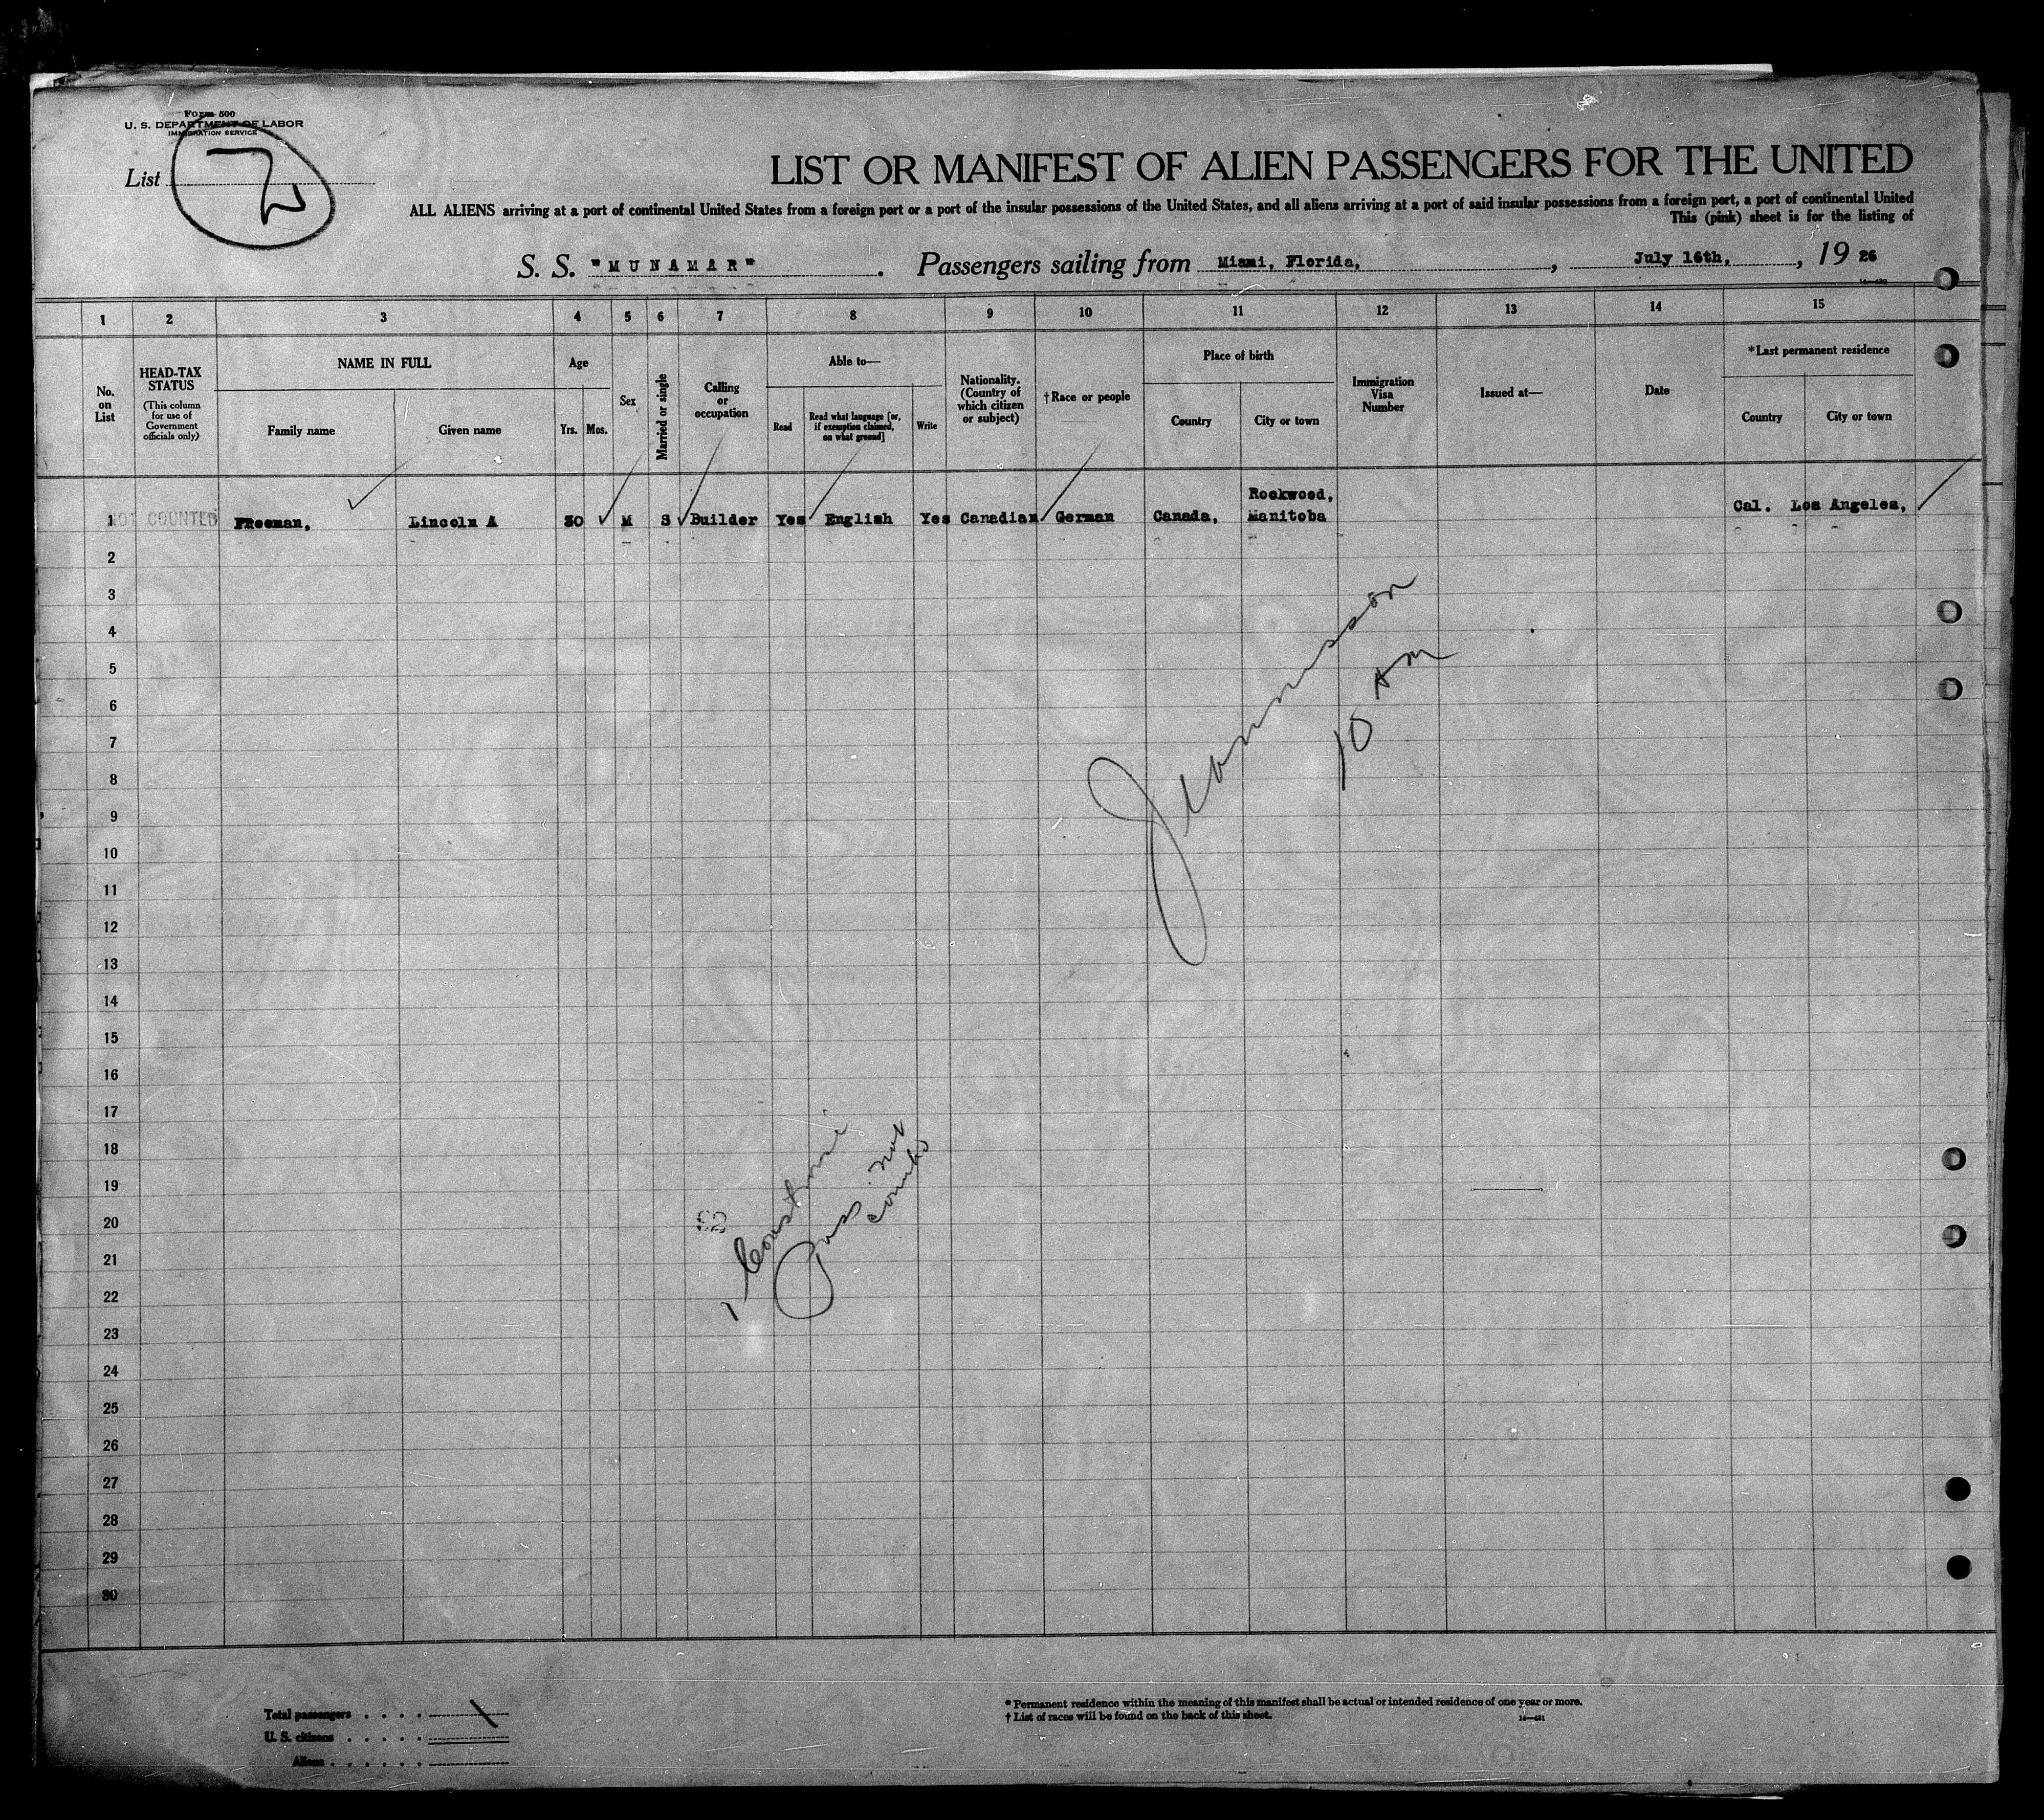 Form 500
U. S. DEPARTMENT OF LABOR
IMMIGRATION SERVICE
List
LIST OR MANIFEST OF ALIEN PASSENGERS FOR THE UNITED
ALL ALIENS arriving at a port of continental United States from a foreign port or a port of the insular possessions of the United States, and all aliens arriving at a port of said insular possessions from a foreign port, a port of continental United
This (pink) sheet is for the listing of
S. S. "MUNAMAR". Passengers sailing from Miami, Florida, , July 16th, , 19 26
1 2 3 4 5 6 7 8 9 10 11 12 13 14 15
No. on List
HEAD-TAX STATUS
(This column for use of Government officials only)
NAME IN FULL
Family name Given name
Age
Yrs. Mos.
Sex
Married or single
Calling or occupation
Able to—
Read Read what language [or, if exemption claimed, on what ground] Write
Nationality. (Country of which citizen or subject)
†Race or people
Place of birth
Country City or town
Immigration Visa Number
Issued at—
Date
*Last permanent residence
Country City or town
1 NOT COUNTED Freeman, Lincoln A 30 M S Builder Yes English Yes Canadian German Canada, Rockwood, Manitoba Cal. Los Angeles,
2
3
4
5
6
7
8
9
10
11
12
13
14
15
16
17
18
19
20
21
22
23
24
25
26
27
28
29
30
10 am
not
Total passengers
U. S. citizens
Aliens
* Permanent residence within the meaning of this manifest shall be actual or intended residence of one year or more.
† List of races will be found on the back of this sheet.